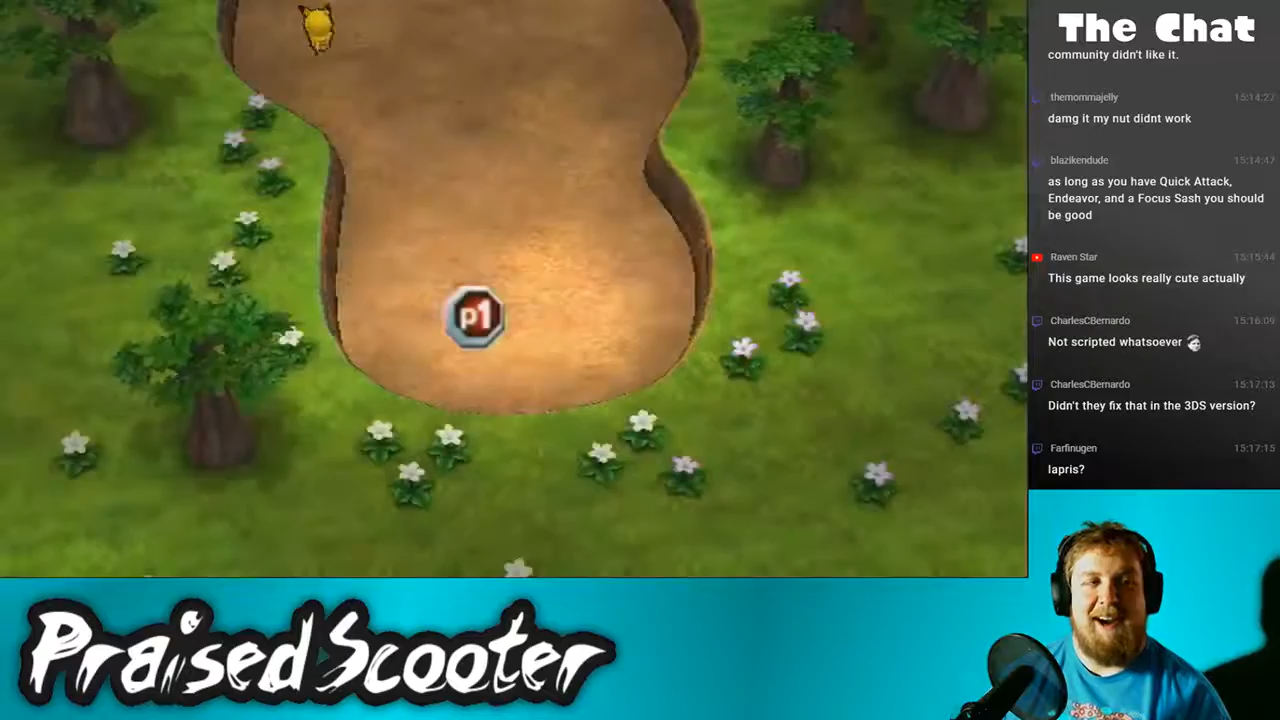 The Chat
community didn't like it.
themommajelly 15:14:27
damg it my nut didnt work
blazikendude 15:14:47
as long as you have Quick Attack,
Endeavor, and a Focus Sash you should
be good
Raven Star 15:15:44
This game looks really cute actually
CharlesCBernardo 15:16:09
Not scripted whatsoever
CharlesCBernardo 15:17:13
Didn't they fix that in the 3DS version?
Farfinugen 15:17:15
lapris?
p1
PraisedScooter